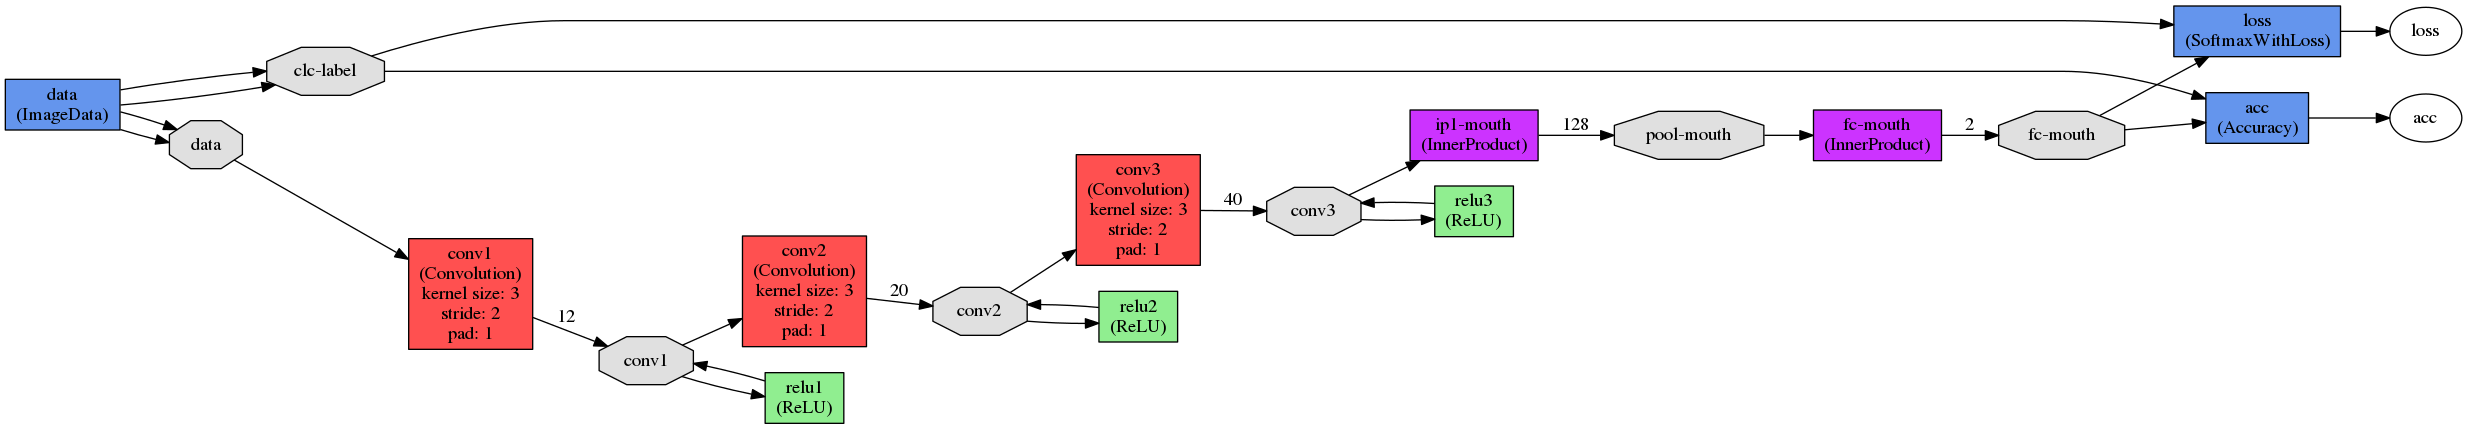 data
(ImageData)
clc-label
data
conv1
(Convolution)
kernel size: 3
stride: 2
pad: 1
12
conv1
relu1
(ReLU)
conv2
(Convolution)
kernel size: 3
stride: 2
pad: 1
20
conv2
relu2
(ReLU)
conv3
(Convolution)
kernel size: 3
stride: 2
pad: 1
40
conv3
relu3
(ReLU)
ip1-mouth
(InnerProduct)
128
pool-mouth
fc-mouth
(InnerProduct)
2
fc-mouth
loss
(SoftmaxWithLoss)
loss
acc
(Accuracy)
acc